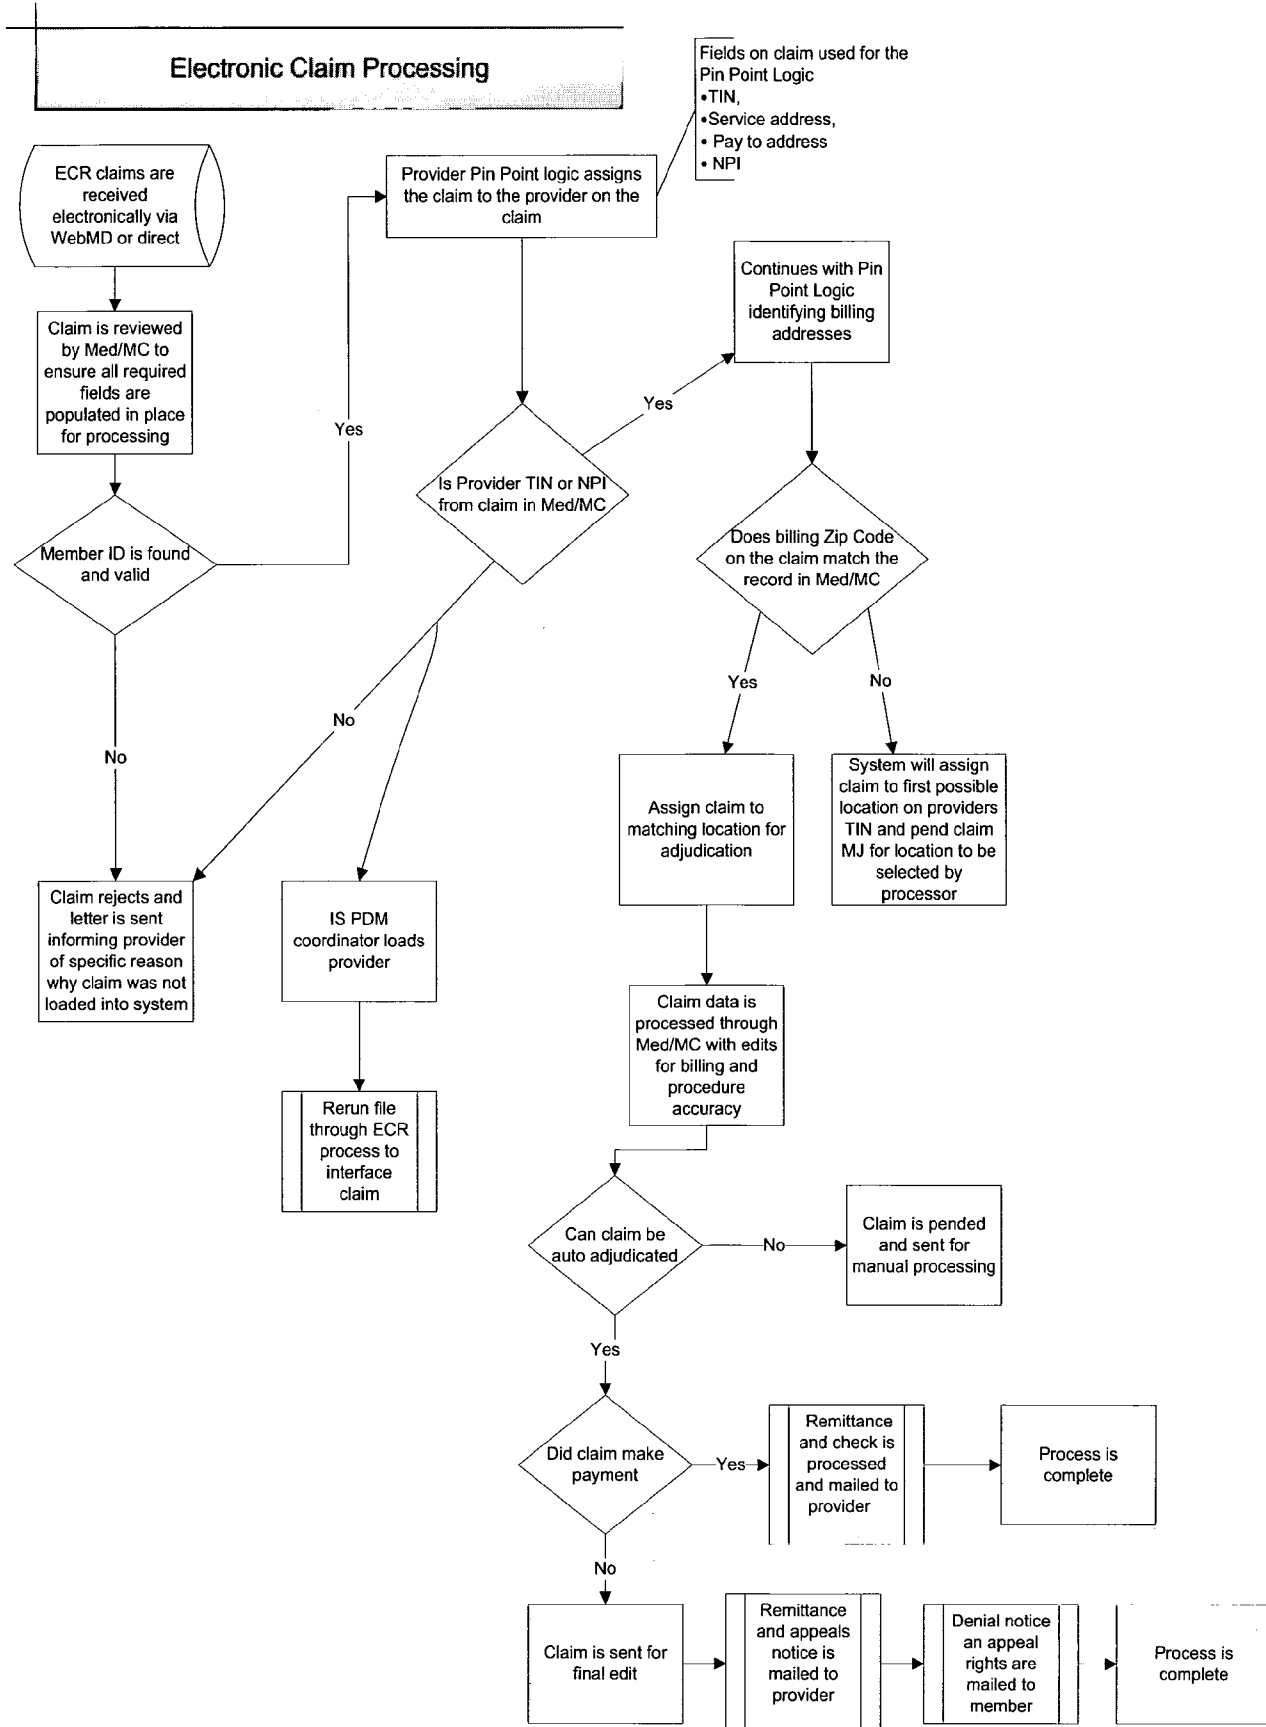 Electronic Claim Processing
Fields on claim used for the
Pin Point Logic
•TIN,
•Service address,
• Pay to address
• NPI
ECR claims are
received
electronically via
WebMD or direct
Provider Pin Point logic assigns
the claim to the provider on the
claim
Continues with Pin
Point Logic
identifying billing
addresses
Claim is reviewed
by Med/MC to
ensure all required
fields are
populated in place
for processing
Yes
Yes
Is Provider TIN or NPI
from claim in Med/MC
Member ID is found
and valid
Does billing Zip Code
on the claim match the
record in Med/MC
Yes
No
No
No
Assign claim to
matching location for
adjudication
System will assign
claim to first possible
location on providers
TIN and pend claim
MJ for location to be
selected by
processor
Claim rejects and
letter is sent
informing provider
of specific reason
why claim was not
loaded into system
IS PDM
coordinator loads
provider
Claim data is
processed through
Med/MC with edits
for billing and
procedure
accuracy
Rerun file
through ECR
process to
interface
claim
Can claim be
auto adjudicated
No
Claim is pended
and sent for
manual processing
Yes
Did claim make
payment
Yes
Remittance
and check is
processed
and mailed to
provider
Process is
complete
No
Claim is sent for
final edit
Remittance
and appeals
notice is
mailed to
provider
Denial notice
an appeal
rights are
mailed to
member
Process is
complete